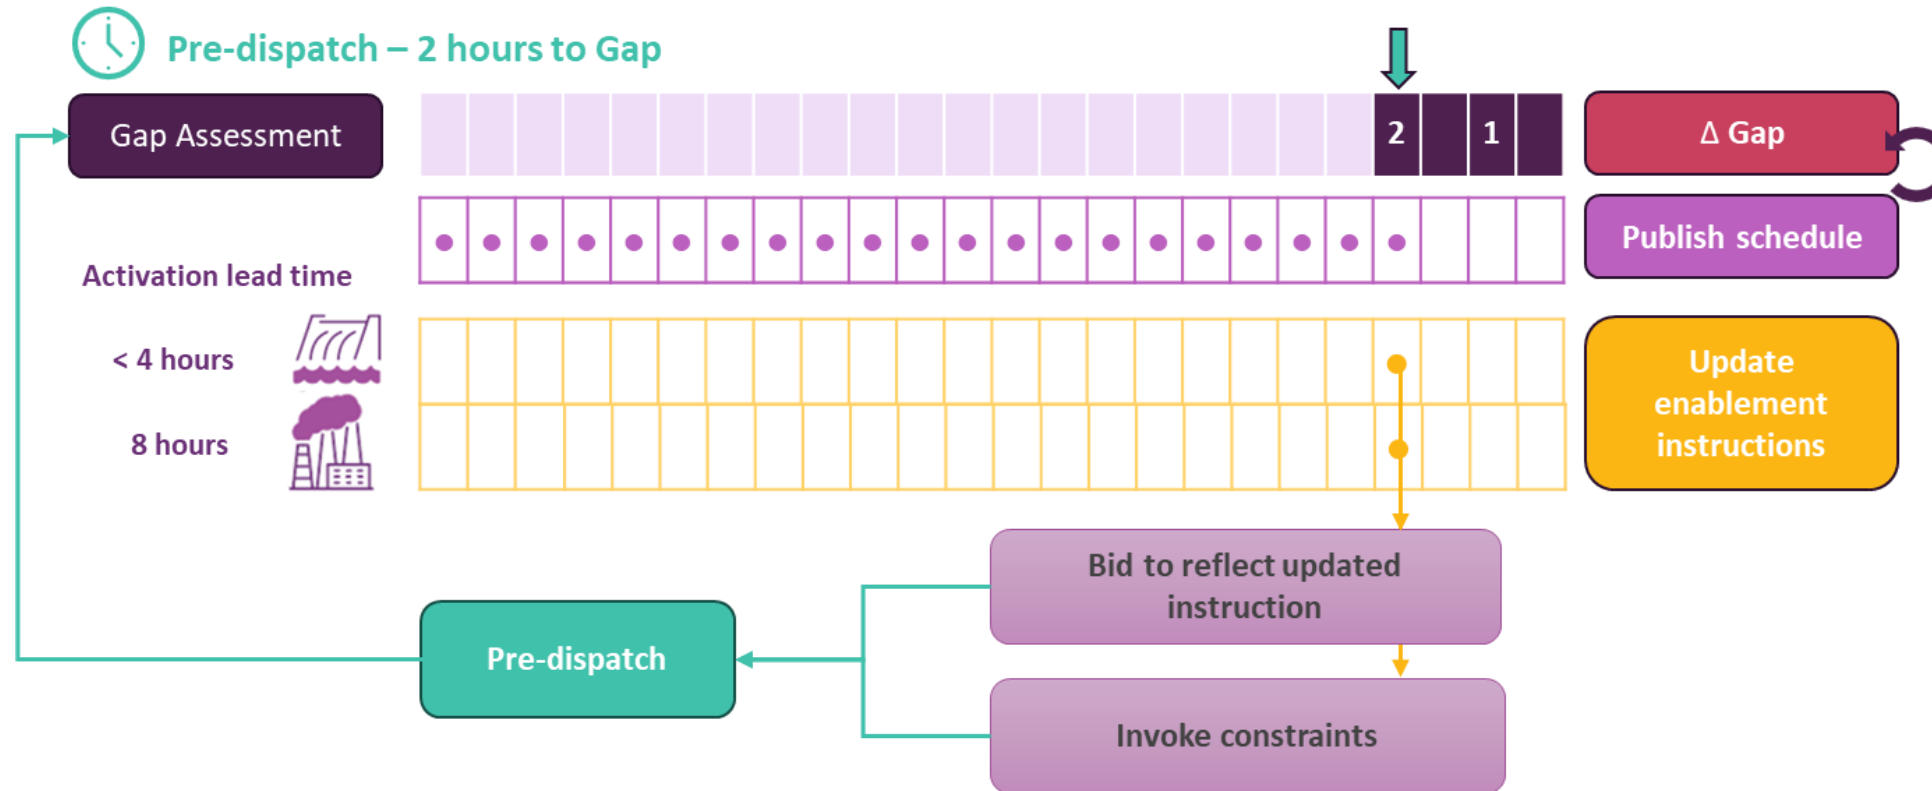 Pre-dispatch – 2 hours to Gap
Gap Assessment
2
1
Δ Gap
Publish schedule
Activation lead time
< 4 hours
8 hours
Update
enablement
instructions
Bid to reflect updated
instruction
Pre-dispatch
Invoke constraints